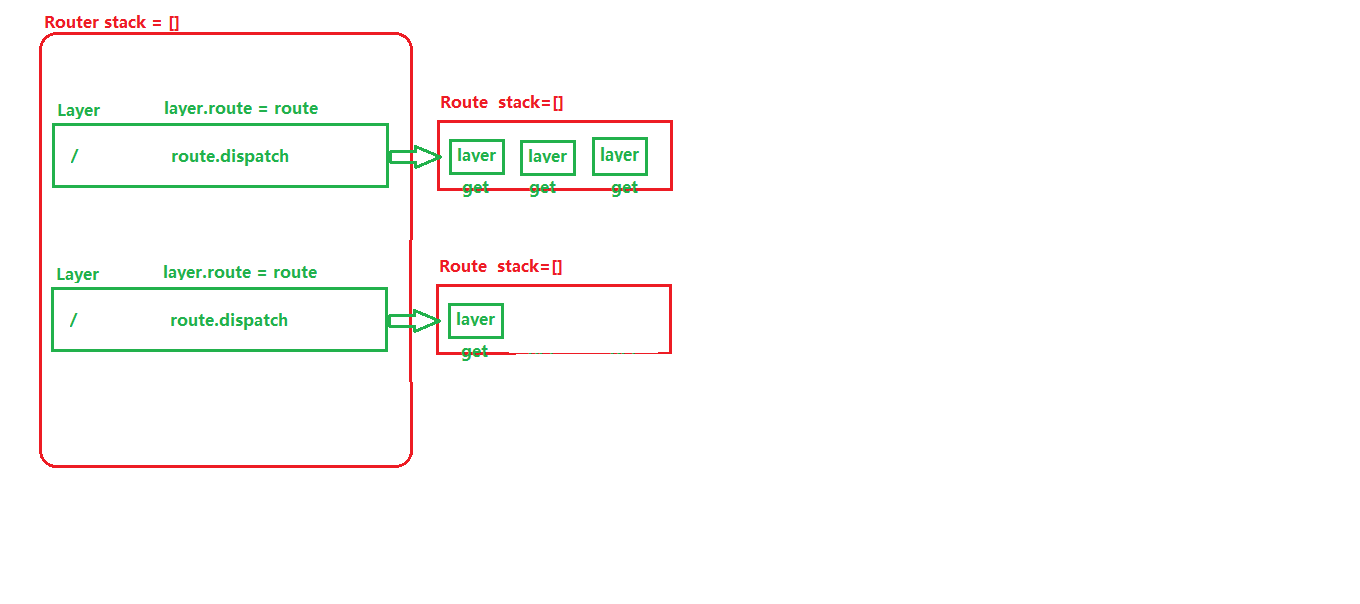 Router stack = []
Layer layer.route = route
/ route.dispatch
Route stack=[]
layer layer layer
get get get
Layer layer.route = route
/ route.dispatch
Route stack=[]
layer
get